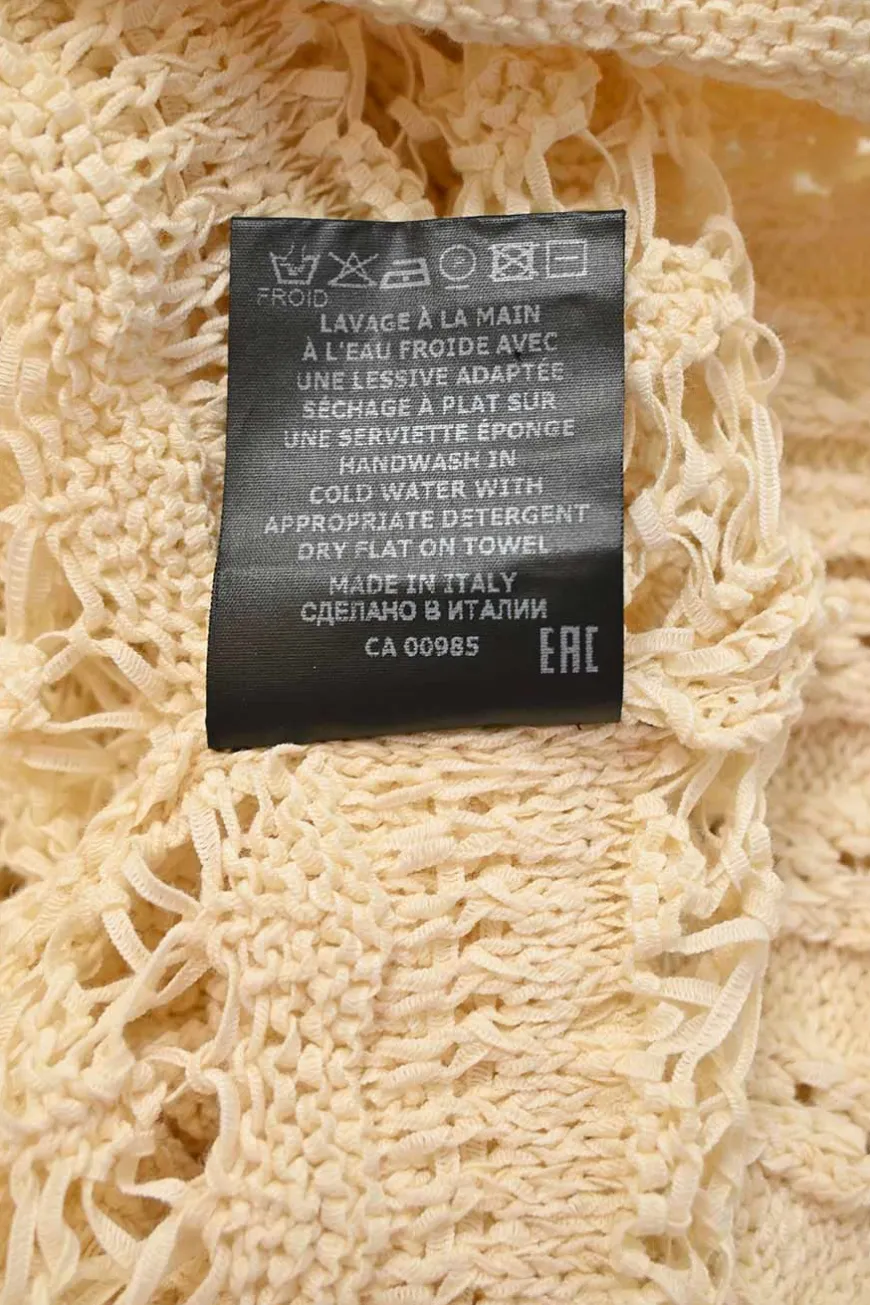 FROID
LAVAGE À LA MAIN
À L'EAU FROIDE AVEC
UNE LESSIVE ADAPTÉE
SÉCHAGE À PLAT SUR
UNE SERVIETTE ÉPONGE
HANDWASH IN
COLD WATER WITH
APPROPRIATE DETERGENT
DRY FLAT ON TOWEL
MADE IN ITALY
СДЕЛАНО В ИТАЛИИ
CA 00985
EAC